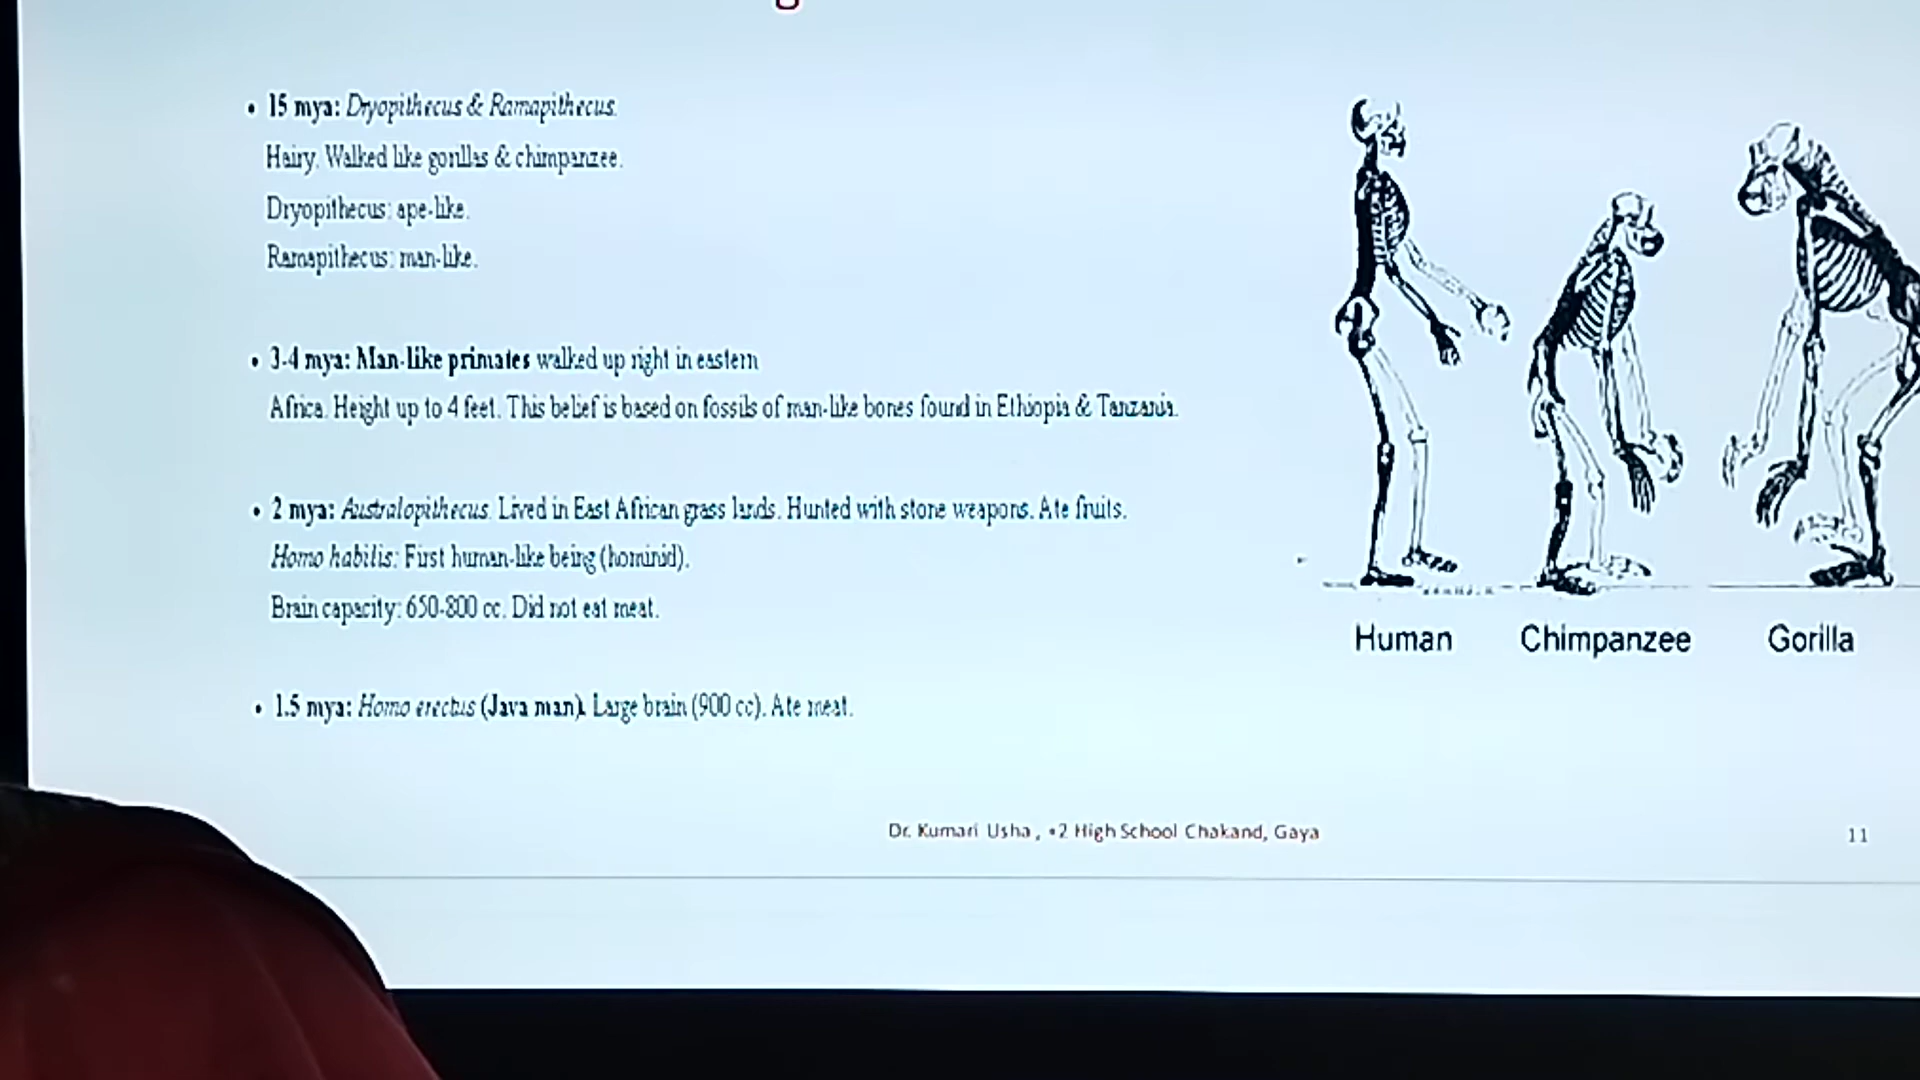 • 15 mya: Dryopithecus & Ramapithecus.
Hairy. Walked like gorillas & chimpanzee.
Dryopithecus: ape-like.
Ramapithecus: man-like.
• 3-4 mya: Man-like primates walked up right in eastern
Africa. Height up to 4 feet. This belief is based on fossils of man-like bones found in Ethiopia & Tanzania.
• 2 mya: Australopithecus. Lived in East African grass lands. Hunted with stone weapons. Ate fruits.
Homo habilis: First human-like being (hominid).
Brain capacity: 650-800 cc. Did not eat meat.
• 1.5 mya: Homo erectus (Java man). Large brain (900 cc). Ate meat.
Human Chimpanzee Gorilla
Dr. Kumari Usha , +2 High School Chakand, Gaya
11